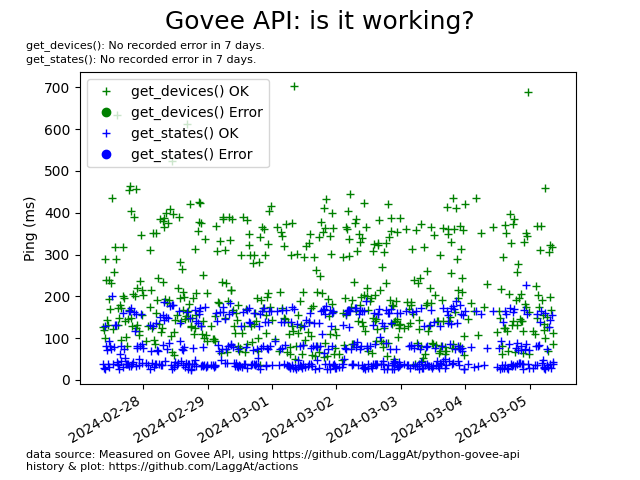 Govee API: is it working?
get_devices(): No recorded error in 7 days.
get_states(): No recorded error in 7 days.
get_devices() OK
get_devices() Error
get_states() OK
get_states() Error
Ping (ms)
700
600
500
400
300
200
100
0
2024-02-28
2024-02-29
2024-03-01
2024-03-02
2024-03-03
2024-03-04
2024-03-05
data source: Measured on Govee API, using https://github.com/LaggAt/python-govee-api
history & plot: https://github.com/LaggAt/actions